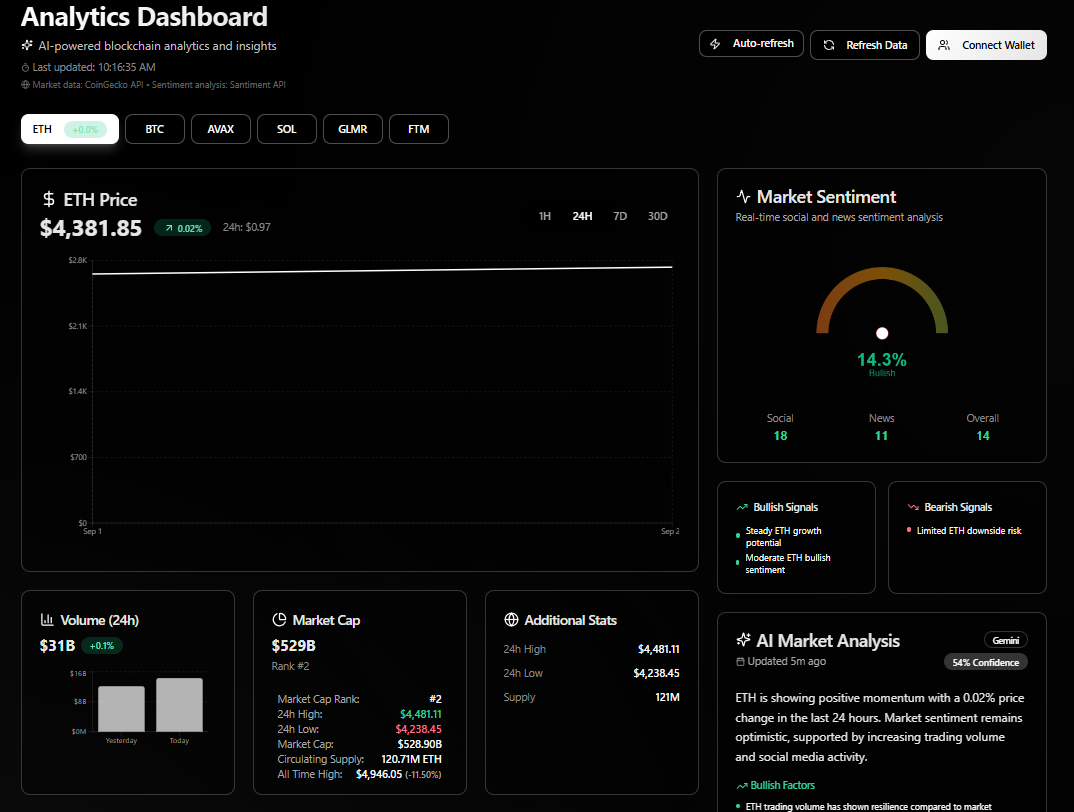 Analytics Dashboard
AI-powered blockchain analytics and insights
Last updated: 10:16:35 AM
Market data: CoinGecko API • Sentiment analysis: Santiment API
Auto-refresh
Refresh Data
Connect Wallet
ETH +0.0%
BTC
AVAX
SOL
GLMR
FTM
$ ETH Price
$4,381.85 0.02% 24h: $0.97
1H 24H 7D 30D
$2.8K
$2.1K
$1.4K
$700
$0
Sep 1 Sep 2
Market Sentiment
Real-time social and news sentiment analysis
14.3%
Bullish
Social News Overall
18 11 14
Bullish Signals
Steady ETH growth
potential
Moderate ETH bullish
sentiment
Bearish Signals
Limited ETH downside risk
Volume (24h)
$31B +0.1%
$16B
$8B
$0M
Yesterday Today
Market Cap
$529B
Rank #2
Market Cap Rank: #2
24h High: $4,481.11
24h Low: $4,238.45
Market Cap: $528.90B
Circulating Supply: 120.71M ETH
All Time High: $4,946.05 (-11.50%)
Additional Stats
24h High $4,481.11
24h Low $4,238.45
Supply 121M
AI Market Analysis
Gemini
Updated 5m ago
54% Confidence
ETH is showing positive momentum with a 0.02% price
change in the last 24 hours. Market sentiment remains
optimistic, supported by increasing trading volume
and social media activity.
Bullish Factors
• ETH trading volume has shown resilience compared to market